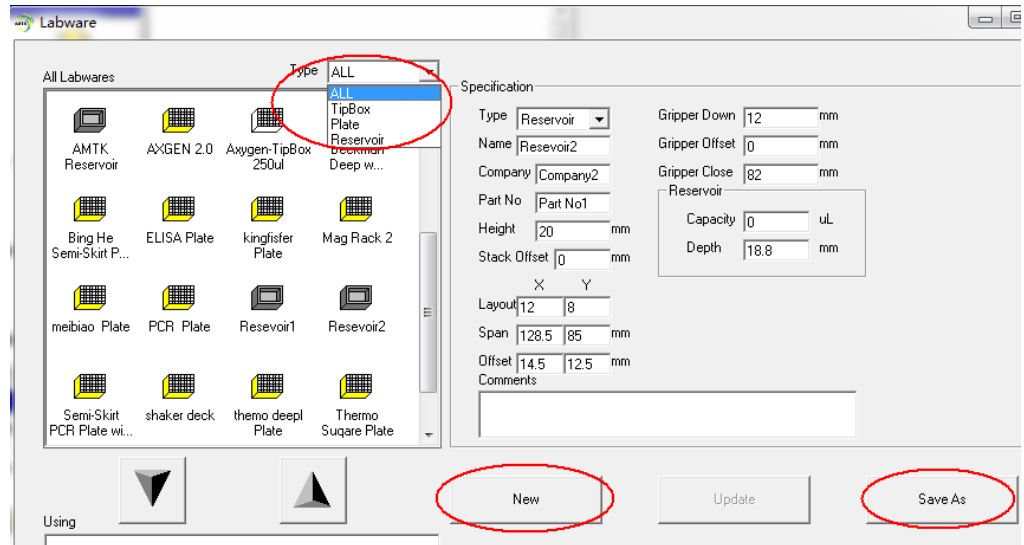 Labware
All Labwares
Type ALL
ALL
TipBox
Plate
Reservoir
AMTK Reservoir
AXGEN 2.0
Axygen-TipBox 250ul
Deep w...
Bing He Semi-Skirt P...
ELISA Plate
kingfisfer Plate
Mag Rack 2
meibiao Plate
PCR Plate
Resevoir1
Resevoir2
Semi-Skirt PCR Plate wi...
shaker deck
themo deepl Plate
Thermo Suqare Plate
Using
Specification
Type Reservoir
Name Resevoir2
Company Company2
Part No Part No1
Height 20 mm
Stack Offset 0 mm
X Y
Layout 12 8
Span 128.5 85 mm
Offset 14.5 12.5 mm
Comments
Gripper Down 12 mm
Gripper Offset 0 mm
Gripper Close 82 mm
Reservoir
Capacity 0 uL
Depth 18.8 mm
New
Update
Save As